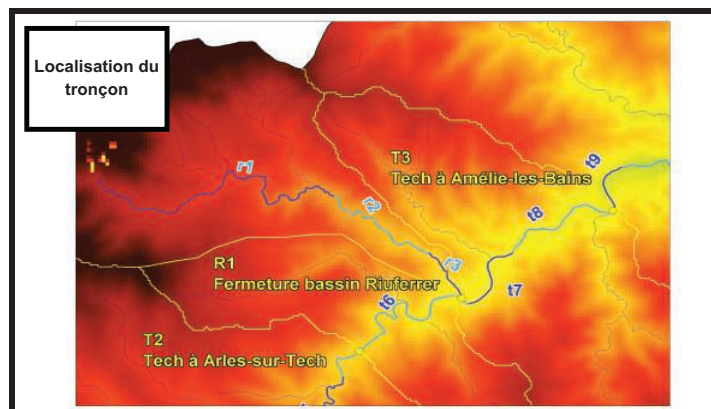 Localisation du
tronçon
r1
r2
r3
T3
Tech à Amélie-les-Bains
t9
t8
R1
Fermeture bassin Riuferrer
t6
t7
T2
Tech à Arles-sur-Tech